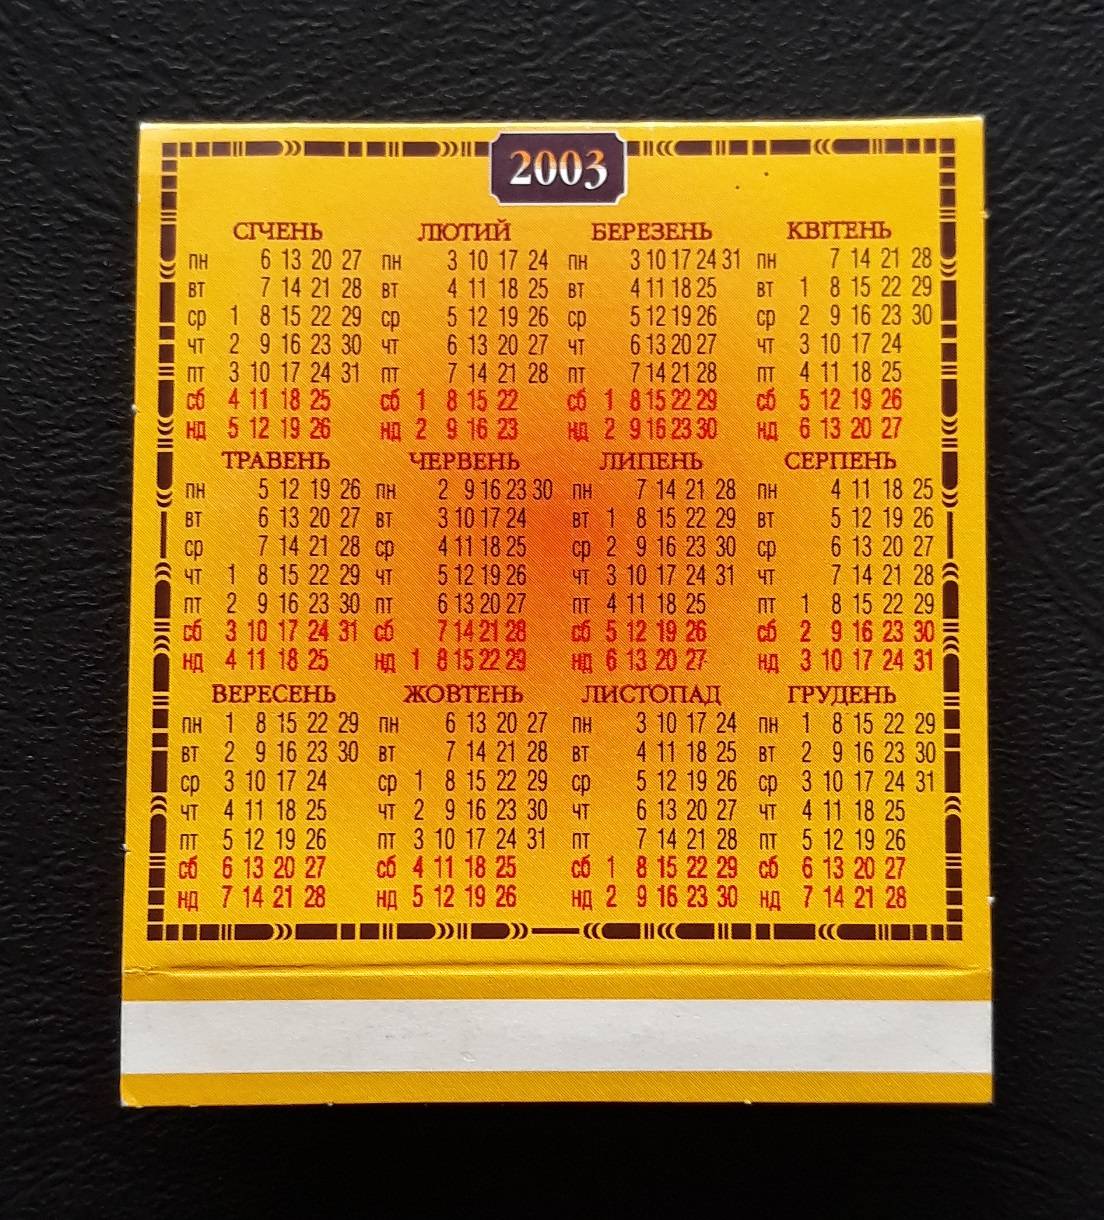 2003
СІЧЕНЬ ЛЮТИЙ БЕРЕЗЕНЬ КВІТЕНЬ
пн 6 13 20 27 пн 3 10 17 24 пн 3 10 17 24 31 пн 7 14 21 28
вт 7 14 21 28 вт 4 11 18 25 вт 4 11 18 25 вт 1 8 15 22 29
ср 1 8 15 22 29 ср 5 12 19 26 ср 5 12 19 26 ср 2 9 16 23 30
чт 2 9 16 23 30 чт 6 13 20 27 чт 6 13 20 27 чт 3 10 17 24
пт 3 10 17 24 31 пт 7 14 21 28 пт 7 14 21 28 пт 4 11 18 25
сб 4 11 18 25 сб 1 8 15 22 сб 1 8 15 22 29 сб 5 12 19 26
нд 5 12 19 26 нд 2 9 16 23 нд 2 9 16 23 30 нд 6 13 20 27
ТРАВЕНЬ ЧЕРВЕНЬ ЛИПЕНЬ СЕРПЕНЬ
пн 5 12 19 26 пн 2 9 16 23 30 пн 7 14 21 28 пн 4 11 18 25
вт 6 13 20 27 вт 3 10 17 24 вт 1 8 15 22 29 вт 5 12 19 26
ср 7 14 21 28 ср 4 11 18 25 ср 2 9 16 23 30 ср 6 13 20 27
чт 1 8 15 22 29 чт 5 12 19 26 чт 3 10 17 24 31 чт 7 14 21 28
пт 2 9 16 23 30 пт 6 13 20 27 пт 4 11 18 25 пт 1 8 15 22 29
сб 3 10 17 24 31 сб 7 14 21 28 сб 5 12 19 26 сб 2 9 16 23 30
нд 4 11 18 25 нд 1 8 15 22 29 нд 6 13 20 27 нд 3 10 17 24 31
ВЕРЕСЕНЬ ЖОВТЕНЬ ЛИСТОПАД ГРУДЕНЬ
пн 1 8 15 22 29 пн 6 13 20 27 пн 3 10 17 24 пн 1 8 15 22 29
вт 2 9 16 23 30 вт 7 14 21 28 вт 4 11 18 25 вт 2 9 16 23 30
ср 3 10 17 24 ср 1 8 15 22 29 ср 5 12 19 26 ср 3 10 17 24 31
чт 4 11 18 25 чт 2 9 16 23 30 чт 6 13 20 27 чт 4 11 18 25
пт 5 12 19 26 пт 3 10 17 24 31 пт 7 14 21 28 пт 5 12 19 26
сб 6 13 20 27 сб 4 11 18 25 сб 1 8 15 22 29 сб 6 13 20 27
нд 7 14 21 28 нд 5 12 19 26 нд 2 9 16 23 30 нд 7 14 21 28